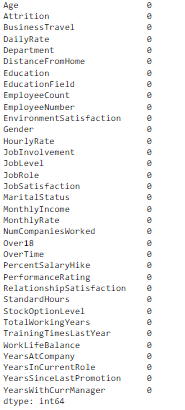 Age 0
Attrition 0
BusinessTravel 0
DailyRate 0
Department 0
DistanceFromHome 0
Education 0
EducationField 0
EmployeeCount 0
EmployeeNumber 0
EnvironmentSatisfaction 0
Gender 0
HourlyRate 0
JobInvolvement 0
JobLevel 0
JobRole 0
JobSatisfaction 0
MaritalStatus 0
MonthlyIncome 0
MonthlyRate 0
NumCompaniesWorked 0
Over18 0
OverTime 0
PercentSalaryHike 0
PerformanceRating 0
RelationshipSatisfaction 0
StandardHours 0
StockOptionLevel 0
TotalWorkingYears 0
TrainingTimesLastYear 0
WorkLifeBalance 0
YearsAtCompany 0
YearsInCurrentRole 0
YearsSinceLastPromotion 0
YearsWithCurrManager 0
dtype: int64